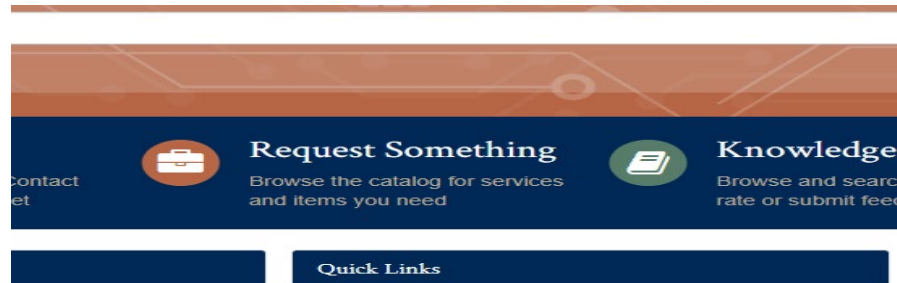 Request Something
Browse the catalog for services
and items you need
Knowledge
Browse and searc
rate or submit fee
Contact
et
Quick Links